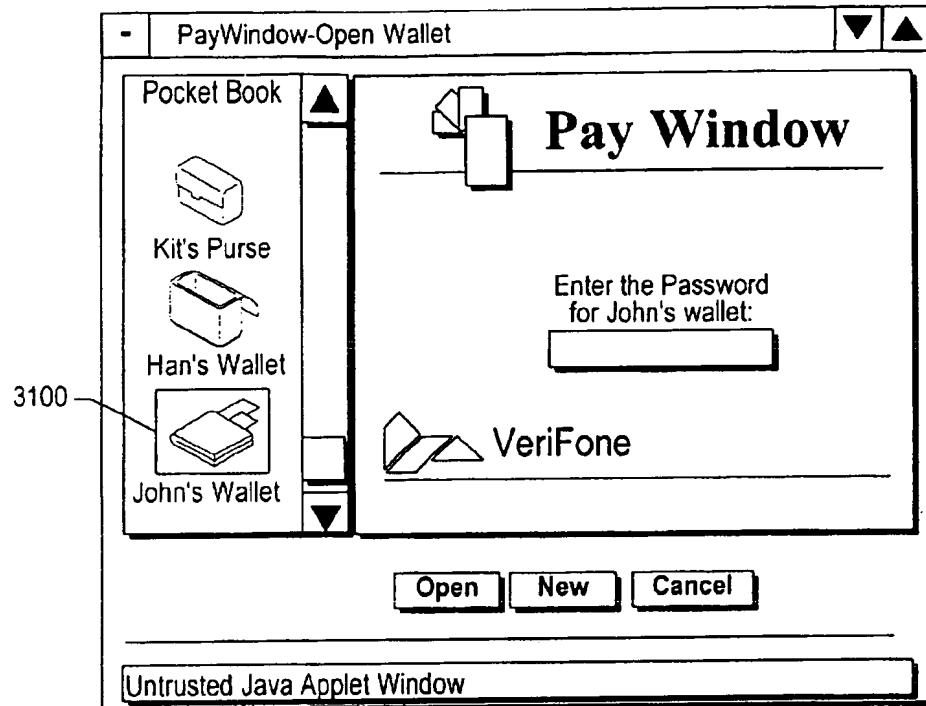 - PayWindow-Open Wallet
Pocket Book
Kit's Purse
Han's Wallet
3100
John's Wallet
Pay Window
Enter the Password
for John's wallet:
VeriFone
Open New Cancel
Untrusted Java Applet Window